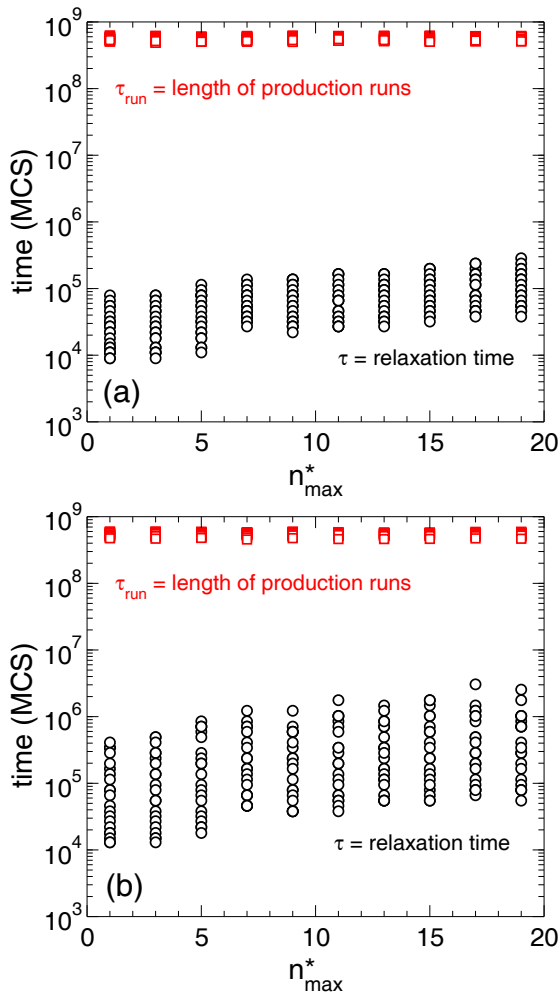 10^9
10^8
10^7
10^6
10^5
10^4
10^3
time (MCS)
τ_run = length of production runs
τ = relaxation time
(a)
0 5 10 15 20
n*_max
10^9
10^8
10^7
10^6
10^5
10^4
10^3
time (MCS)
τ_run = length of production runs
τ = relaxation time
(b)
0 5 10 15 20
n*_max